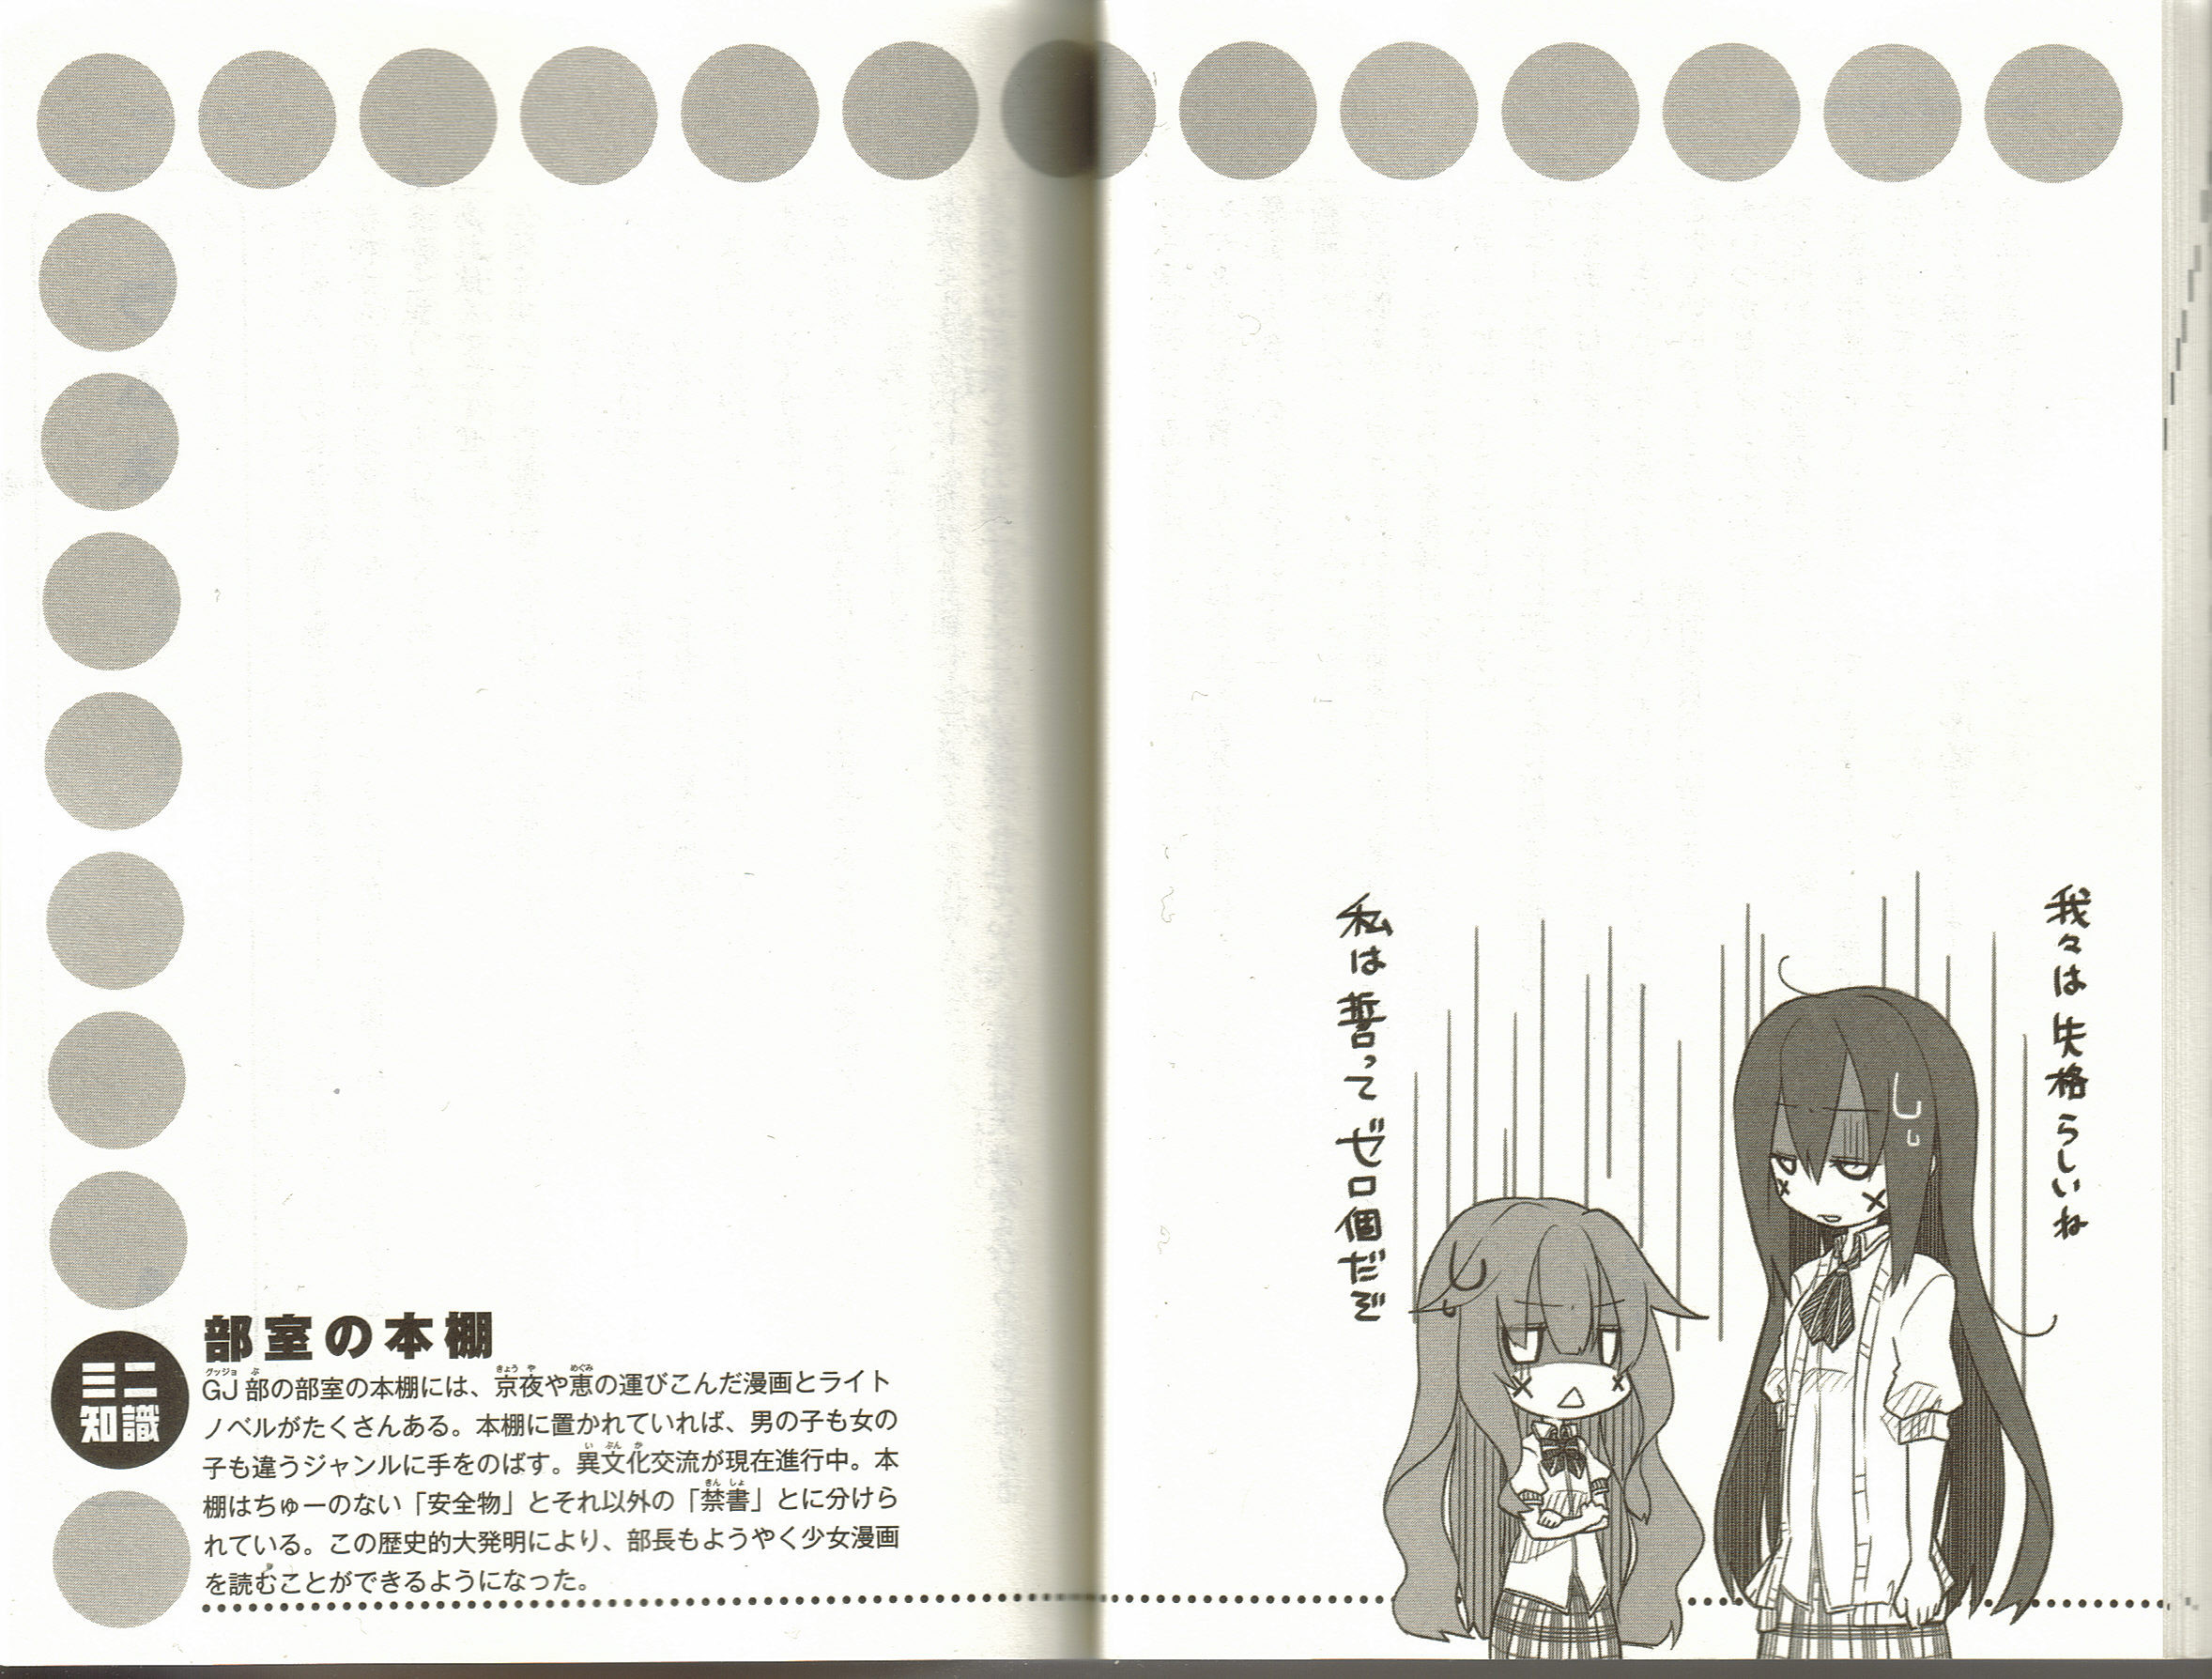 我々は失格らしいね
私は誓ってゼロ個だぞ
ミニ
知識
部室の本棚
GJ部の部室の本棚には、京夜や恵の運びこんだ漫画とライト
ノベルがたくさんある。本棚に置かれていれば、男の子も女の
子も違うジャンルに手をのばす。異文化交流が現在進行中。本
棚はちゅーのない「安全物」とそれ以外の「禁書」とに分けら
れている。この歴史的大発明により、部長もようやく少女漫画
を読むことができるようになった。